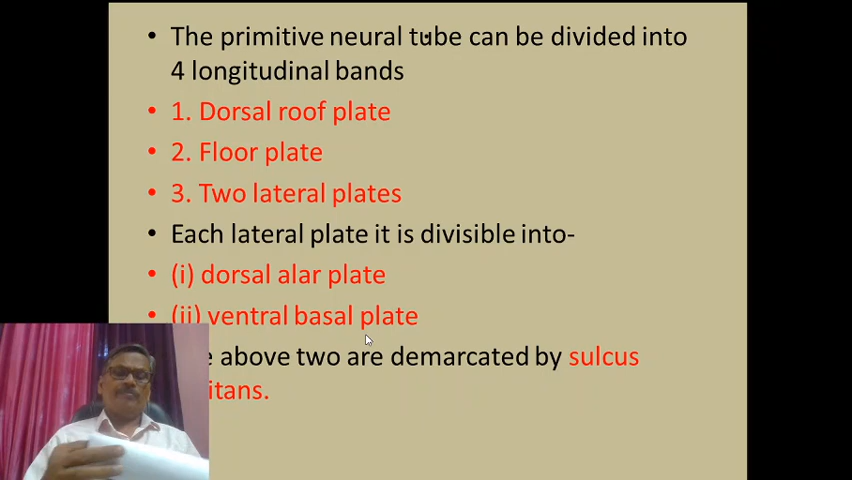 • The primitive neural tube can be divided into
4 longitudinal bands
• 1. Dorsal roof plate
• 2. Floor plate
• 3. Two lateral plates
• Each lateral plate it is divisible into-
• (i) dorsal alar plate
• (ii) ventral basal plate
above two are demarcated by sulcus